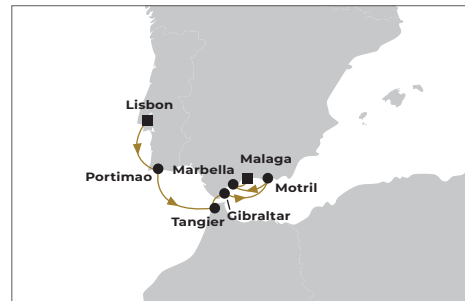 Lisbon
Malaga
Marbella
Portimao
Motril
Gibraltar
Tangier